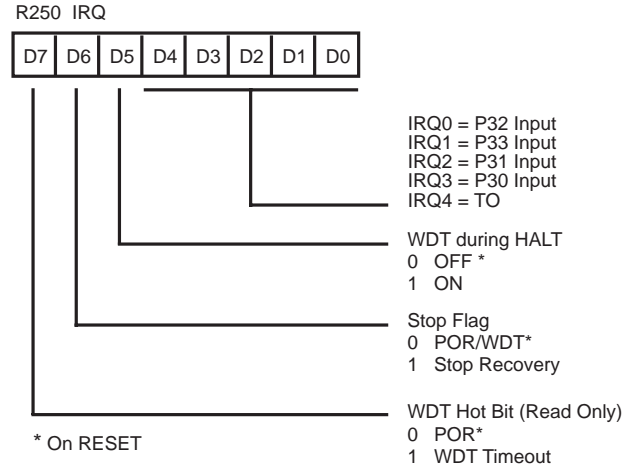 R250 IRQ
D7 D6 D5 D4 D3 D2 D1 D0
IRQ0 = P32 Input
IRQ1 = P33 Input
IRQ2 = P31 Input
IRQ3 = P30 Input
IRQ4 = TO
WDT during HALT
0 OFF *
1 ON
Stop Flag
0 POR/WDT*
1 Stop Recovery
WDT Hot Bit (Read Only)
0 POR*
1 WDT Timeout
* On RESET